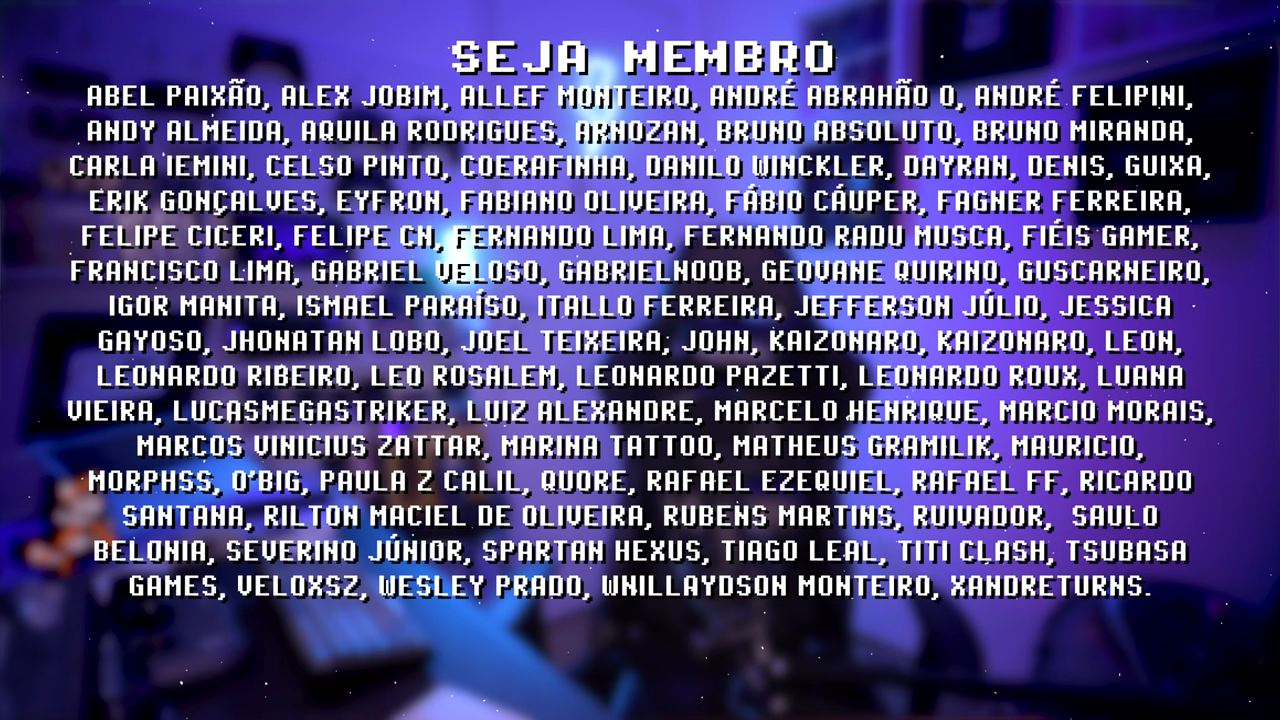 SEJA MEMBRO
ABEL PAIXÃO, ALEX JOBIM, ALLEF MONTEIRO, ANDRÉ ABRAHÃO O, ANDRÉ FELIPINI,
ANDY ALMEIDA, AQUILA RODRIGUES, ARNOZAN, BRUNO ABSOLUTO, BRUNO MIRANDA,
CARLA IEMINI, CELSO PINTO, COERAFINHA, DANILO WINCKLER, DAYRAN, DENIS, GUIXA,
ERIK GONÇALVES, EYFRON, FABIANO OLIVEIRA, FÁBIO CÁUPER, FAGNER FERREIRA,
FELIPE CICERI, FELIPE CN, FERNANDO LIMA, FERNANDO RADU MUSCA, FIÉIS GAMER,
FRANCISCO LIMA, GABRIEL VELOSO, GABRIELNOOB, GEOVANE QUIRINO, GUSCARNEIRO,
IGOR MANITA, ISMAEL PARAÍSO, ITALLO FERREIRA, JEFFERSON JÚLIO, JESSICA
GAYOSO, JHONATAN LOBO, JOEL TEIXEIRA, JOHN, KAIZONARO, KAIZONARO, LEON,
LEONARDO RIBEIRO, LEO ROSALEM, LEONARDO PAZETTI, LEONARDO ROUX, LUANA
VIEIRA, LUCASMEGASTRIKER, LUIZ ALEXANDRE, MARCELO HENRIQUE, MARCIO MORAIS,
MARCOS VINICIUS ZATTAR, MARINA TATTOO, MATHEUS GRAMILIK, MAURICIO,
MORPHSS, O'BIG, PAULA Z CALIL, QUORE, RAFAEL EZEQUIEL, RAFAEL FF, RICARDO
SANTANA, RILTON MACIEL DE OLIVEIRA, RUBENS MARTINS, RUIVADOR, SAULO
BELONIA, SEVERINO JÚNIOR, SPARTAN HEXUS, TIAGO LEAL, TITI CLASH, TSUBASA
GAMES, VELOXSZ, WESLEY PRADO, WNILLAYDSON MONTEIRO, XANDRETURNS.